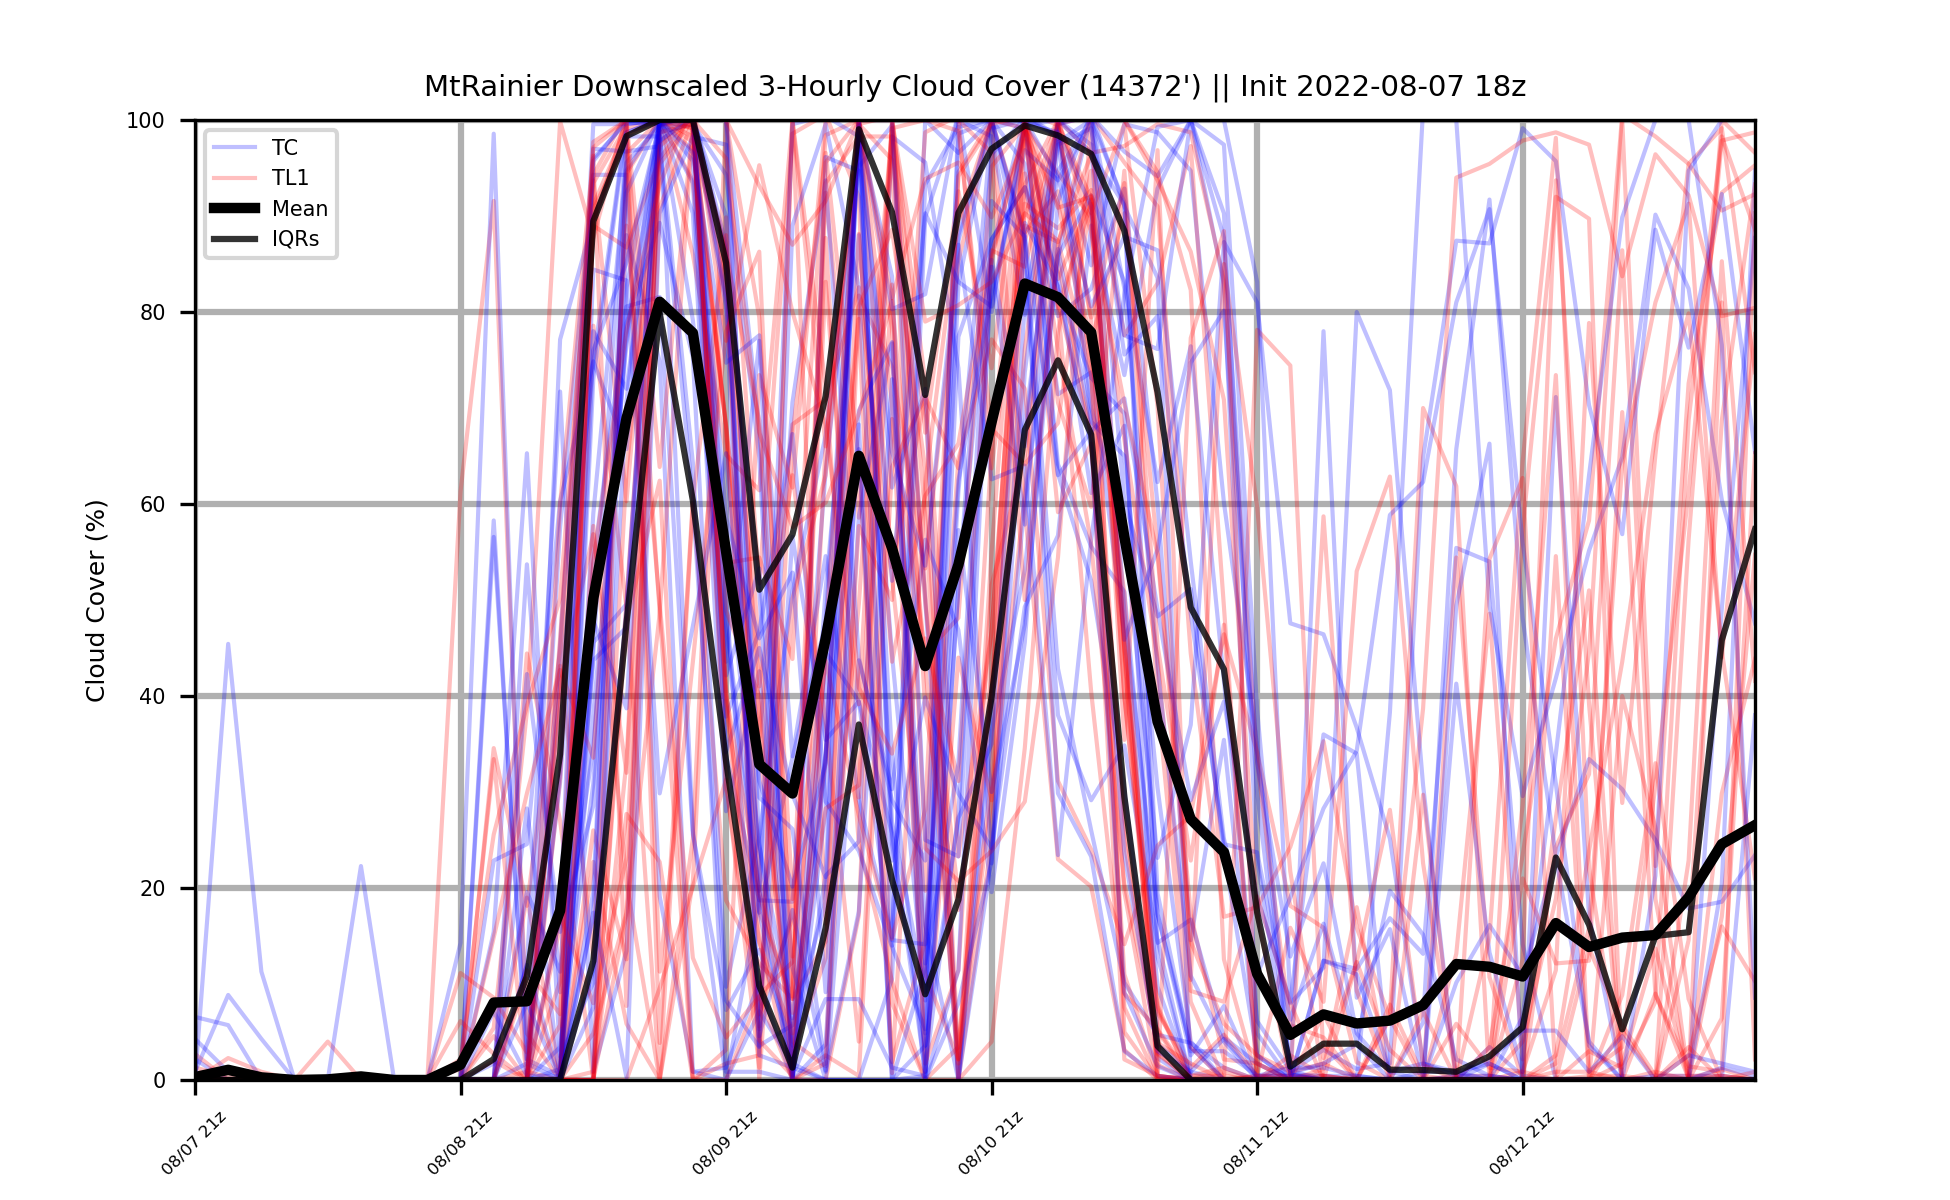 MtRainier Downscaled 3-Hourly Cloud Cover (14372') || Init 2022-08-07 18z
TC
TL1
Mean
IQRs
Cloud Cover (%)
100
80
60
40
20
0
08/07 21z
08/08 21z
08/09 21z
08/10 21z
08/11 21z
08/12 21z